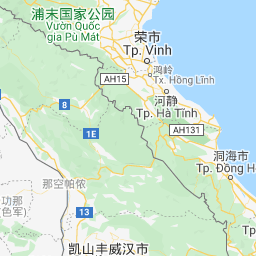 浦末国家公园
Vườn Quốc
gia Pù Mát
荣市
Tp. Vinh
AH15
鸿岭
Tx. Hồng Lĩnh
河静
Tp. Hà Tĩnh
8
1E
AH131
洞海市
Tp. Đồng H
那空帕侬
功那
(色军)
13
凯山丰威汉市